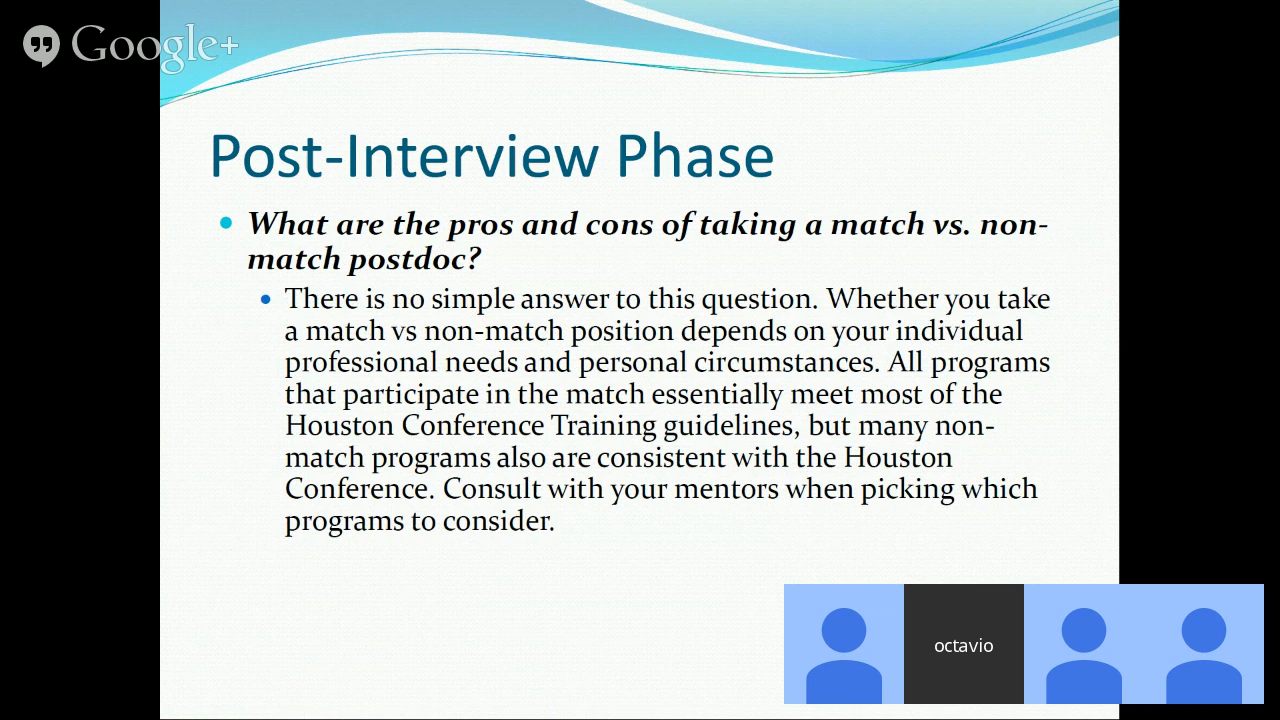 Google+
Post-Interview Phase
What are the pros and cons of taking a match vs. non-
match postdoc?
There is no simple answer to this question. Whether you take
a match vs non-match position depends on your individual
professional needs and personal circumstances. All programs
that participate in the match essentially meet most of the
Houston Conference Training guidelines, but many non-
match programs also are consistent with the Houston
Conference. Consult with your mentors when picking which
programs to consider.
octavio